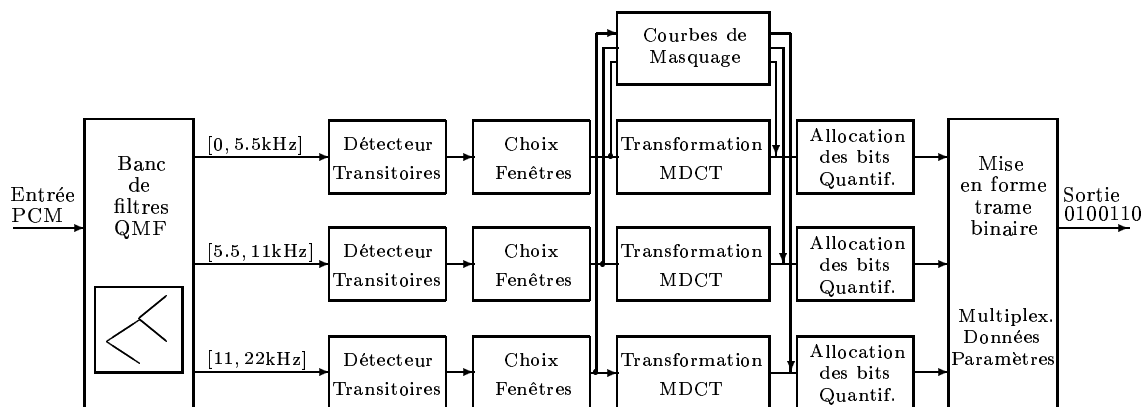 Courbes de
Masquage
Entrée
PCM
Banc
de
filtres
QMF
[0, 5.5kHz]
Détecteur
Transitoires
Choix
Fenêtres
Transformation
MDCT
Allocation
des bits
Quantif.
[5.5, 11kHz]
Détecteur
Transitoires
Choix
Fenêtres
Transformation
MDCT
Allocation
des bits
Quantif.
[11, 22kHz]
Détecteur
Transitoires
Choix
Fenêtres
Transformation
MDCT
Allocation
des bits
Quantif.
Mise
en forme
trame
binaire
Multiplex.
Données
Paramètres
Sortie
0100110